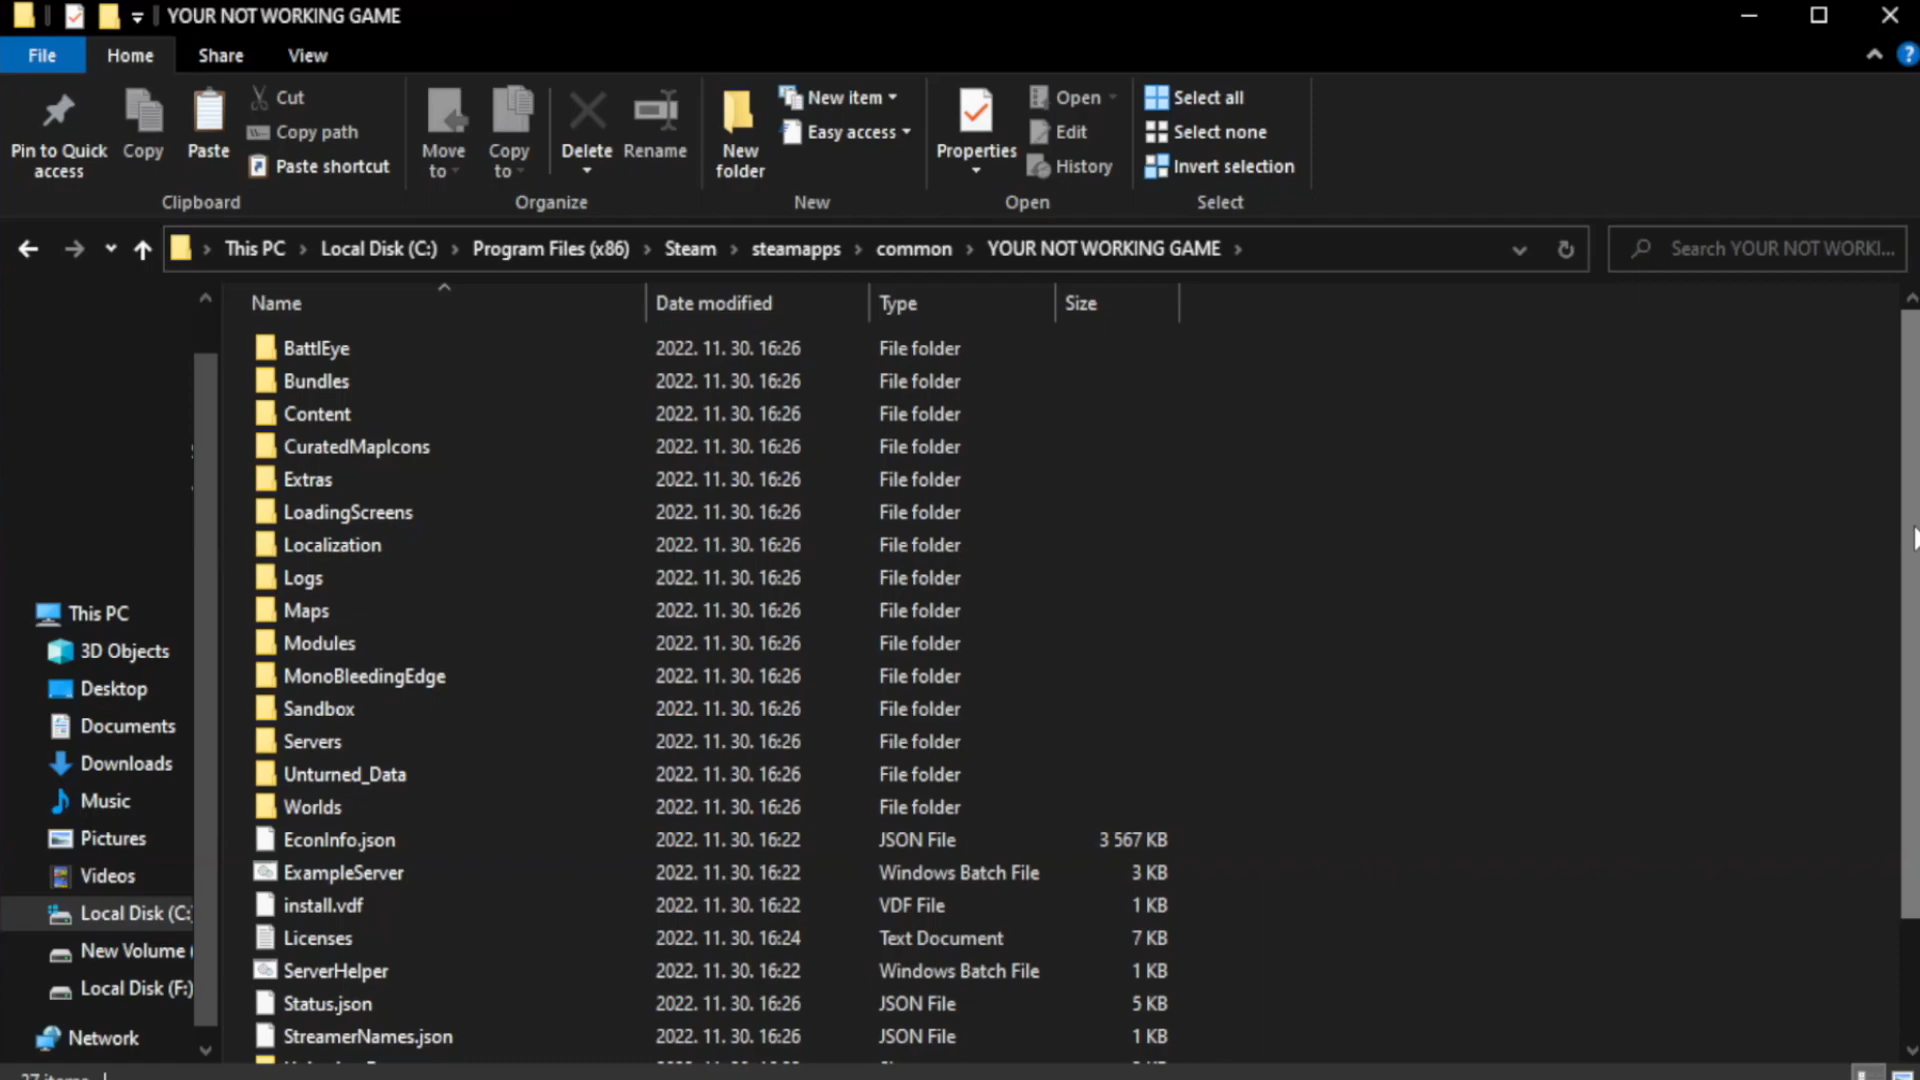 YOUR NOT WORKING GAME
File Home Share View
Pin to Quick access
Copy
Paste
Cut
Copy path
Paste shortcut
Clipboard
Move to
Copy to
Delete
Rename
Organize
New folder
New item
Easy access
New
Properties
Open
Edit
History
Open
Select all
Select none
Invert selection
Select
This PC > Local Disk (C:) > Program Files (x86) > Steam > steamapps > common > YOUR NOT WORKING GAME >
Search YOUR NOT WORKI...
Name Date modified Type Size
BattlEye 2022. 11. 30. 16:26 File folder
Bundles 2022. 11. 30. 16:26 File folder
Content 2022. 11. 30. 16:26 File folder
CuratedMapIcons 2022. 11. 30. 16:26 File folder
Extras 2022. 11. 30. 16:26 File folder
LoadingScreens 2022. 11. 30. 16:26 File folder
Localization 2022. 11. 30. 16:26 File folder
Logs 2022. 11. 30. 16:26 File folder
Maps 2022. 11. 30. 16:26 File folder
Modules 2022. 11. 30. 16:26 File folder
MonoBleedingEdge 2022. 11. 30. 16:26 File folder
Sandbox 2022. 11. 30. 16:26 File folder
Servers 2022. 11. 30. 16:26 File folder
Unturned_Data 2022. 11. 30. 16:26 File folder
Worlds 2022. 11. 30. 16:26 File folder
EconInfo.json 2022. 11. 30. 16:22 JSON File 3 567 KB
ExampleServer 2022. 11. 30. 16:22 Windows Batch File 3 KB
install.vdf 2022. 11. 30. 16:22 VDF File 1 KB
Licenses 2022. 11. 30. 16:24 Text Document 7 KB
ServerHelper 2022. 11. 30. 16:22 Windows Batch File 1 KB
Status.json 2022. 11. 30. 16:26 JSON File 5 KB
StreamerNames.json 2022. 11. 30. 16:26 JSON File 1 KB
This PC
3D Objects
Desktop
Documents
Downloads
Music
Pictures
Videos
Local Disk (C:
New Volume (
Local Disk (F:)
Network